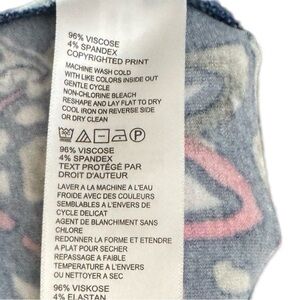 96% VISCOSE
4% SPANDEX
COPYRIGHTED PRINT
MACHINE WASH COLD
WITH LIKE COLORS INSIDE OUT
GENTLE CYCLE
NON-CHLORINE BLEACH
RESHAPE AND LAY FLAT TO DRY
COOL IRON ON REVERSE SIDE
OR DRY CLEAN
96% VISCOSE
4% SPANDEX
TEXT PROTÉGÉ PAR
DROIT D'AUTEUR
LAVER A LA MACHINE A L'EAU
FROIDE AVEC DES COULEURS
SEMBLABLES A L'ENVERS DE
CYCLE DELICAT
AGENT DE BLANCHIMENT SANS
CHLORE
REDONNER LA FORME ET ETENDRE
A PLAT POUR SECHER
REPASSAGE A FAIBLE
TEMPERATURE A L'ENVERS
OU NETTOYER A SEC
96% VISKOSE
4% ELASTAN